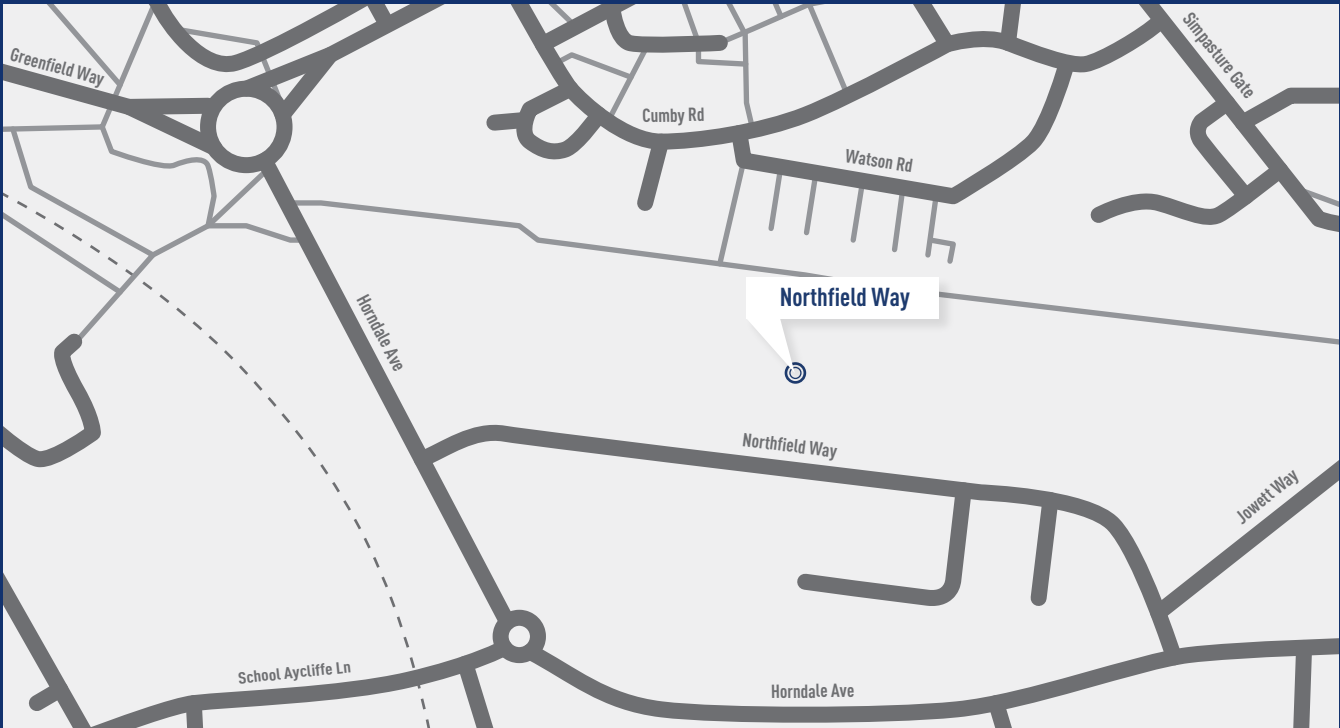 Greenfield Way
Simpasture Gate
Cumby Rd
Watson Rd
Northfield Way
Horndale Ave
Northfield Way
Jowett Way
School Aycliffe Ln
Horndale Ave